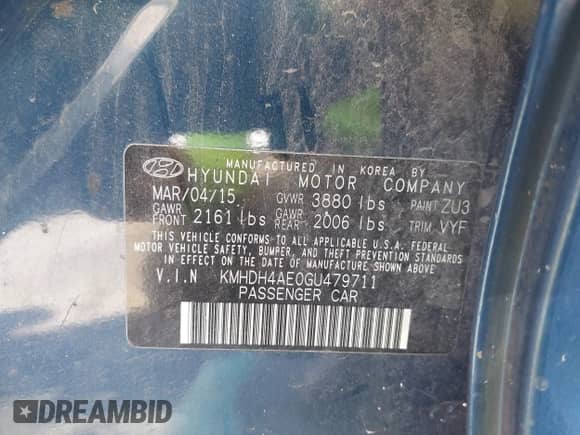 MANUFACTURED IN KOREA BY
HYUNDAI MOTOR COMPANY
MAR/04/15. GVWR 3880 lbs PAINT ZU3
GAWR FRONT 2161 lbs GAWR REAR 2006 lbs TRIM VYF
THIS VEHICLE CONFORMS TO ALL APPLICABLE U.S.A. FEDERAL
MOTOR VEHICLE SAFETY, BUMPER, AND THEFT PREVENTION STANDARDS
IN EFFECT ON THE DATE OF MANUFACTURE SHOWN ABOVE.
V.I.N KMHDH4AE0GU479711
PASSENGER CAR
DREAMBID